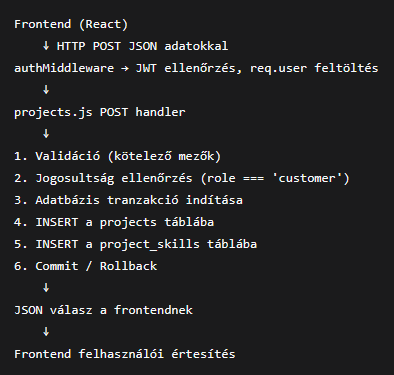 Frontend (React)
↓ HTTP POST JSON adatokkal
authMiddleware → JWT ellenőrzés, req.user feltöltés
↓
projects.js POST handler
↓
1. Validáció (kötelező mezők)
2. Jogosultság ellenőrzés (role === 'customer')
3. Adatbázis tranzakció indítása
4. INSERT a projects táblába
5. INSERT a project_skills táblába
6. Commit / Rollback
↓
JSON válasz a frontendnek
↓
Frontend felhasználói értesítés